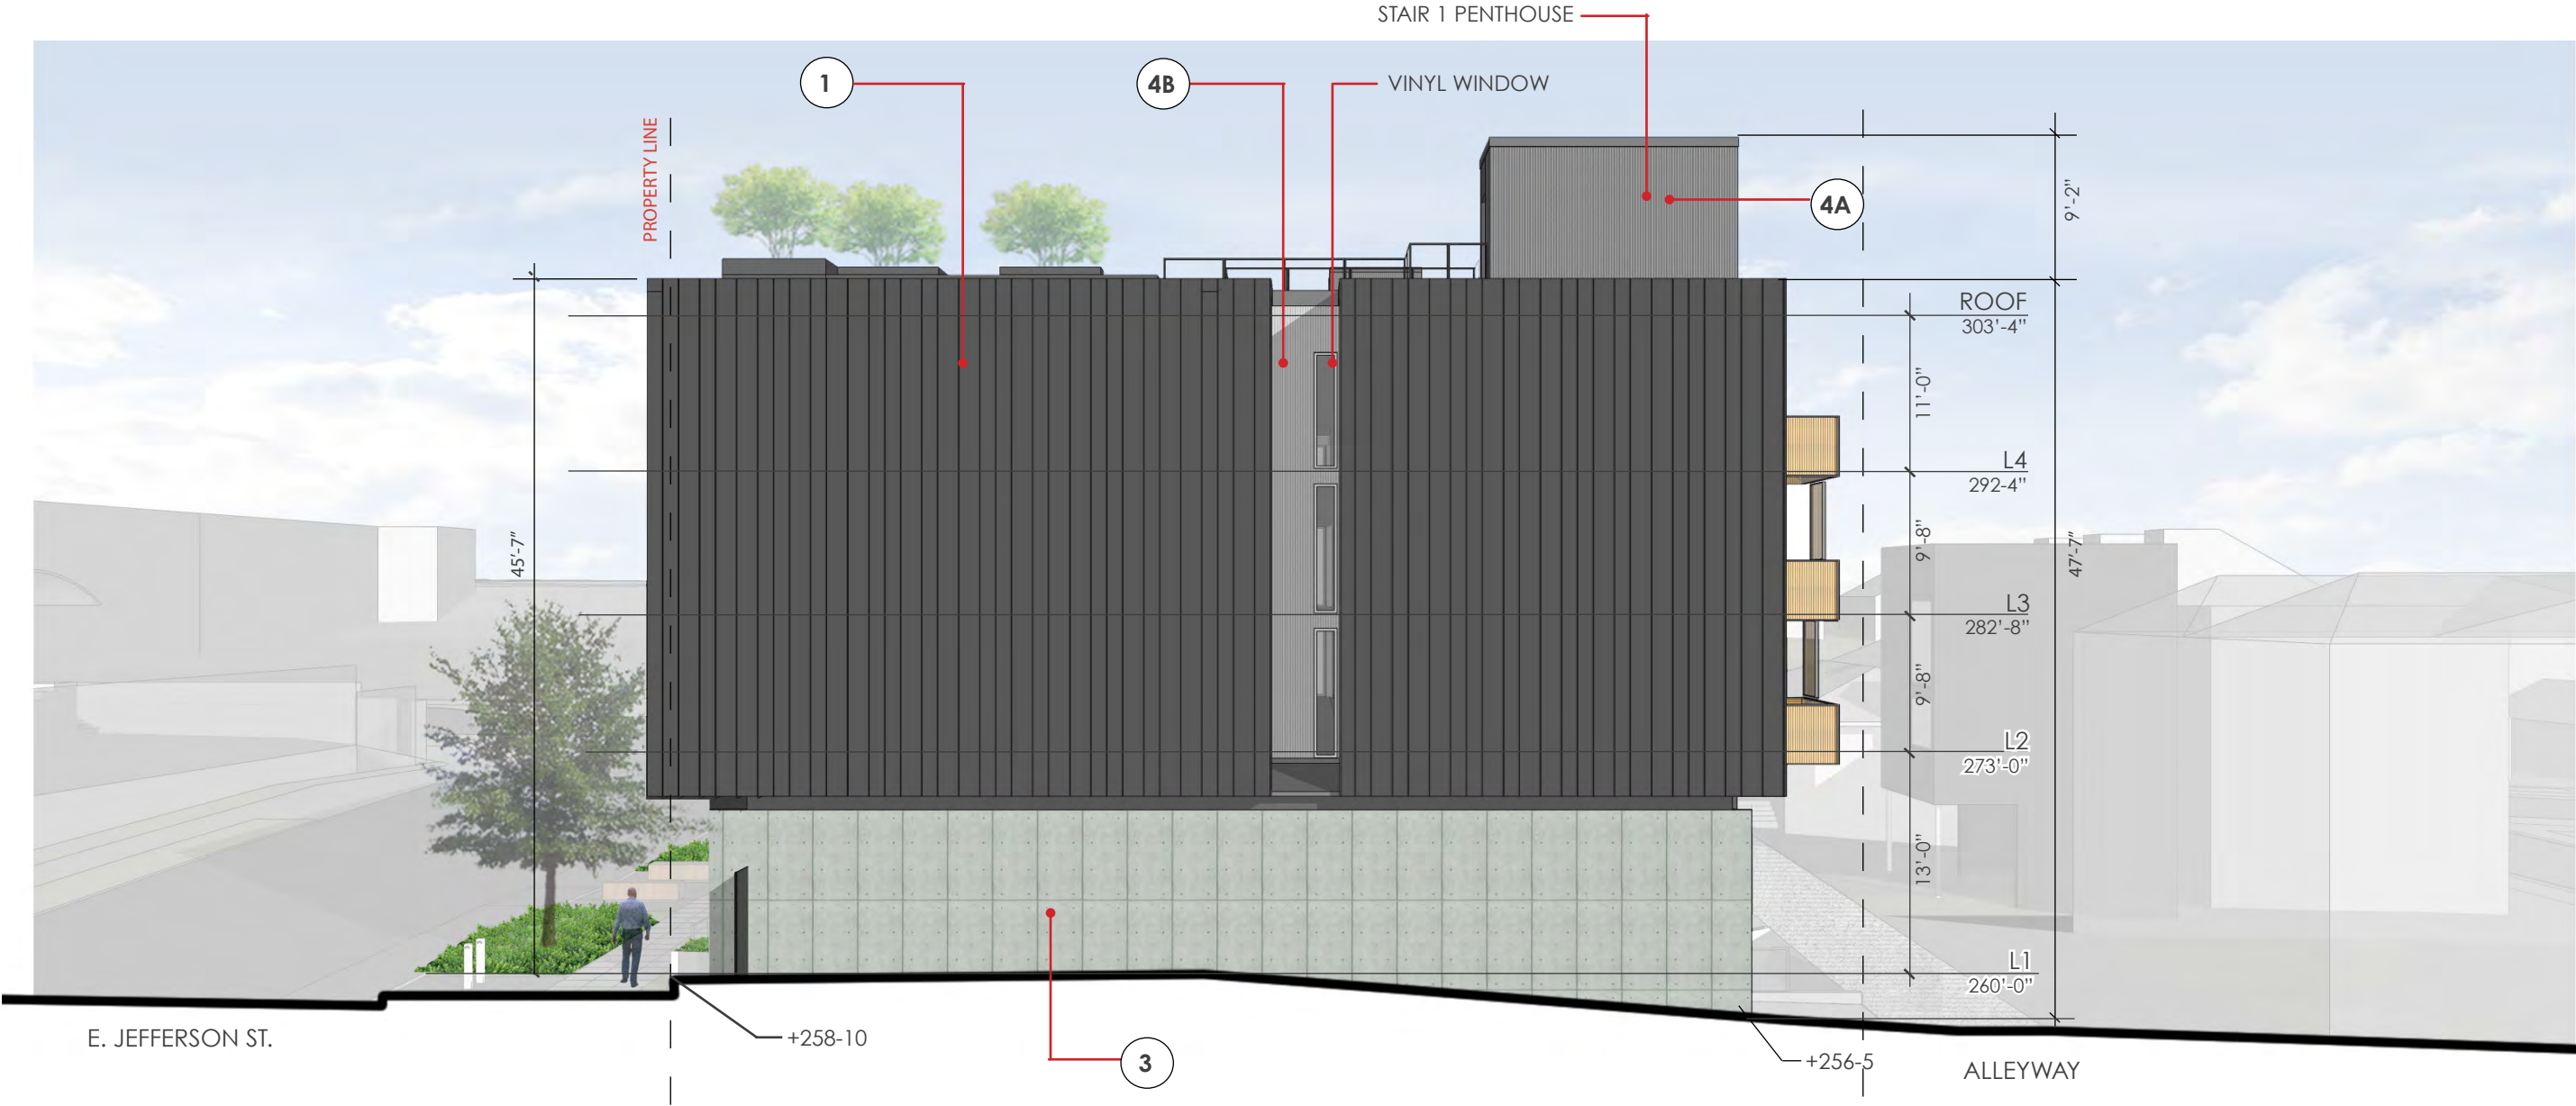 STAIR 1 PENTHOUSE
1
4B
VINYL WINDOW
PROPERTY LINE
4A
9'-2"
ROOF
303'-4"
11'-0"
L4
292-4"
45'-7"
9'-8"
47'-7"
L3
282'-8"
9'-8"
L2
273'-0"
13'-0"
L1
260'-0"
E. JEFFERSON ST.
+258-10
3
+256-5
ALLEYWAY